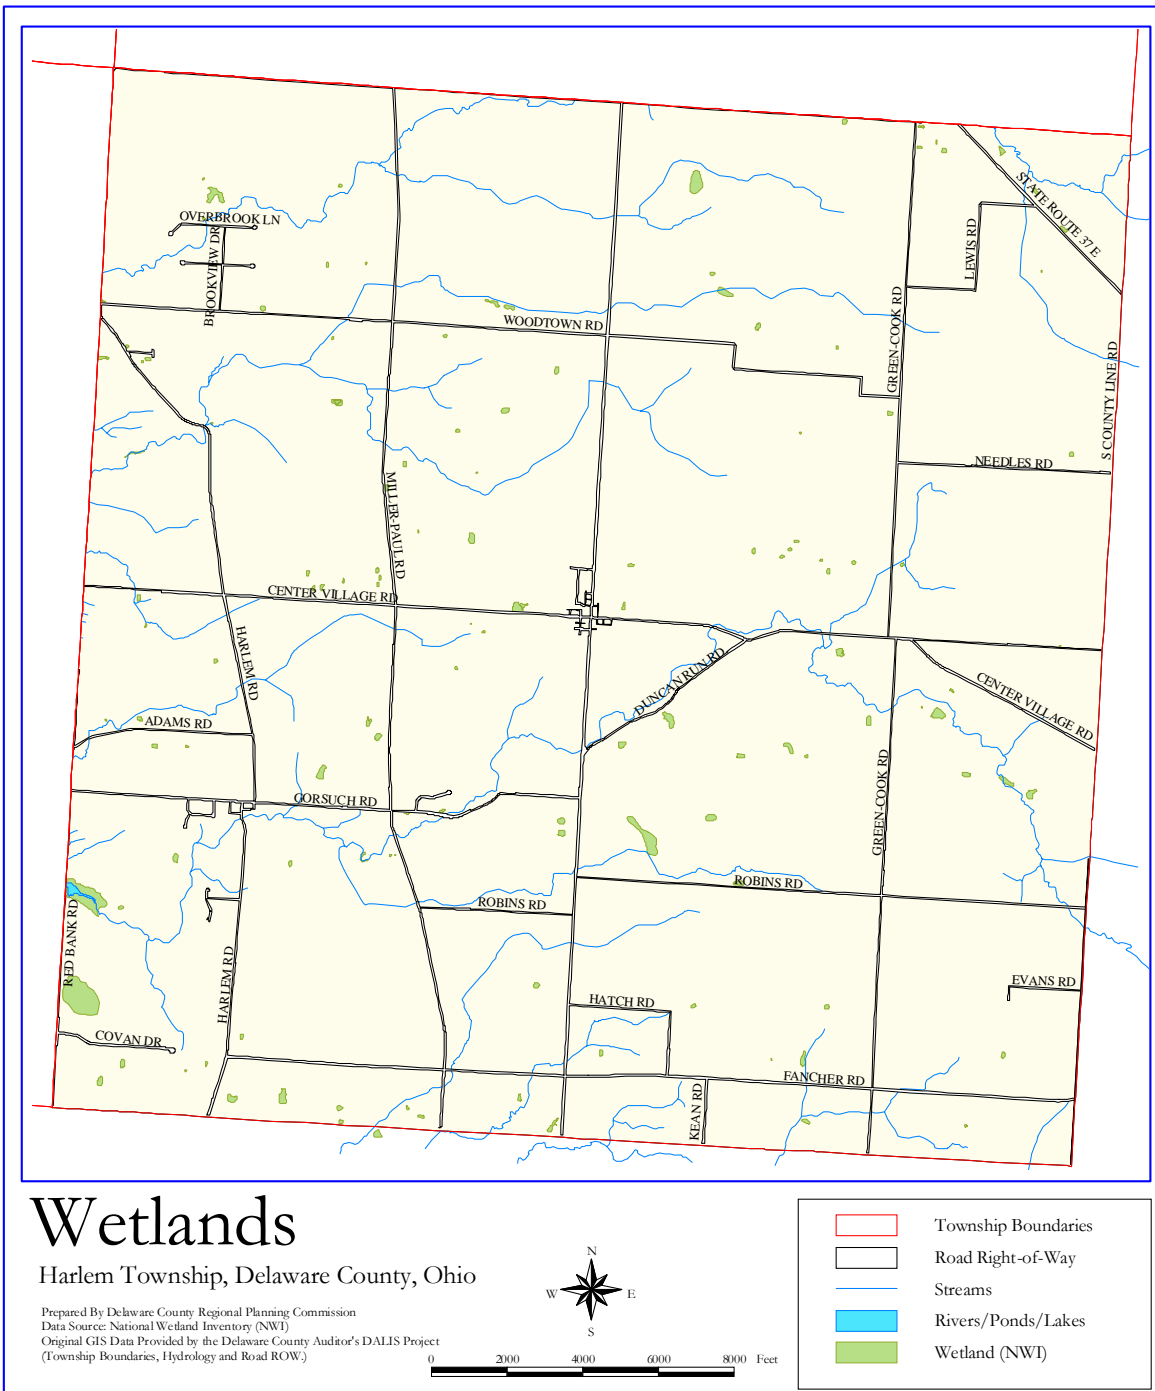 OVERBROOK LN
BROOKVIEW DR
STATE ROUTE 37 E
LEWIS RD
GREEN-COOK RD
WOODTOWN RD
S COUNTY LINE RD
NEEDLES RD
MILLER-PAUL RD
CENTER VILLAGE RD
HARLEM RD
DUNCAN RUN RD
CENTER VILLAGE RD
ADAMS RD
GORSUCH RD
GREEN-COOK RD
ROBINS RD
ROBINS RD
RED BANK RD
HARLEM RD
EVANS RD
HATCH RD
COVAN DR
FANCHER RD
KEAN RD
Wetlands
Harlem Township, Delaware County, Ohio
Prepared By Delaware County Regional Planning Commission
Data Source: National Wetland Inventory (NWI)
Original GIS Data Provided by the Delaware County Auditor's DALIS Project
(Township Boundaries, Hydrology and Road ROW.)
N
W E
S
0 2000 4000 6000 8000 Feet
Township Boundaries
Road Right-of-Way
Streams
Rivers/Ponds/Lakes
Wetland (NWI)